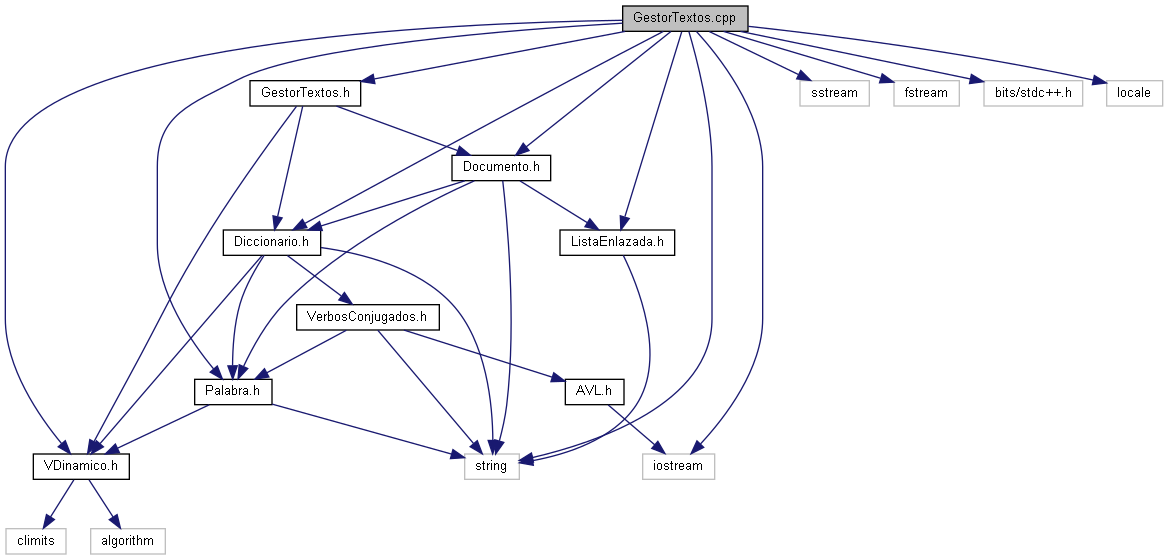 GestorTextos.cpp
GestorTextos.h
sstream
fstream
bits/stdc++.h
locale
Documento.h
Diccionario.h
ListaEnlazada.h
VerbosConjugados.h
Palabra.h
AVL.h
VDinamico.h
string
iostream
climits
algorithm